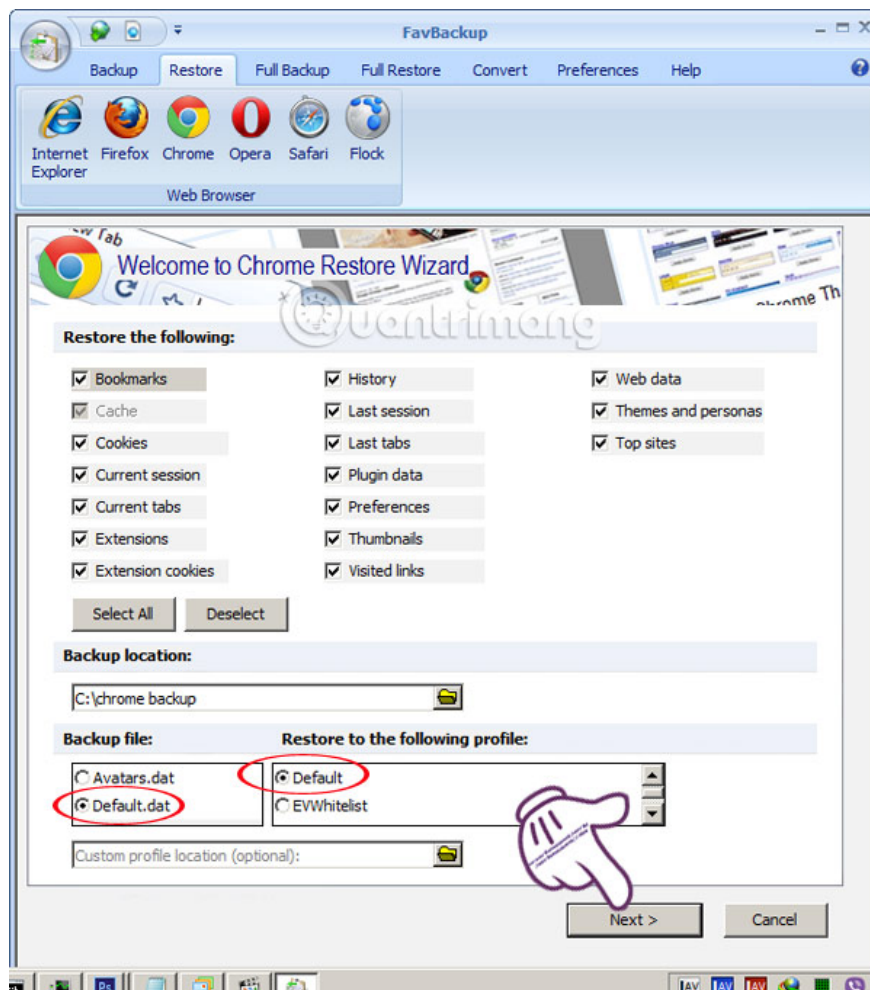 FavBackup
Backup Restore Full Backup Full Restore Convert Preferences Help
Internet Explorer Firefox Chrome Opera Safari Flock
Web Browser
Tab
Welcome to Chrome Restore Wizard
Quantrimang
Restore the following:
Bookmarks History Web data
Cache Last session Themes and personas
Cookies Last tabs Top sites
Current session Plugin data
Current tabs Preferences
Extensions Thumbnails
Extension cookies Visited links
Select All Deselect
Backup location:
C:\chrome backup
Backup file: Restore to the following profile:
Avatars.dat Default
Default.dat EVWhitelist
Custom profile location (optional):
Next > Cancel
Ps